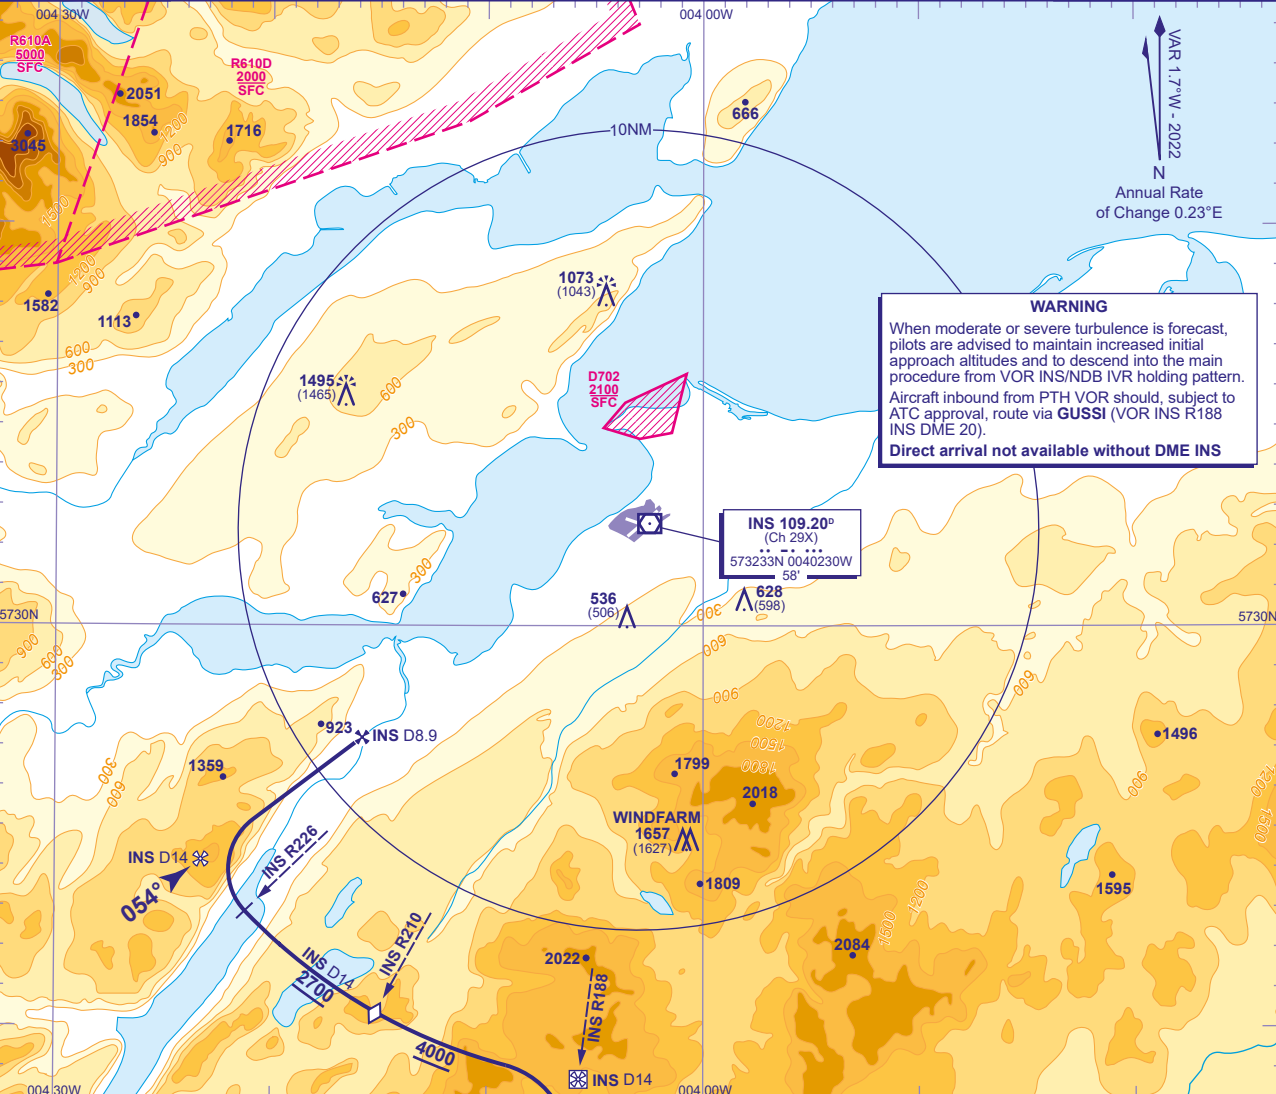 004 30W
004 00W
R610A
5000
SFC
R610D
2000
SFC
VAR 1.7°W - 2022
2051
1854
1200
1716
900
3045
666
10NM
N
Annual Rate
of Change 0.23°E
1500
1200
900
1582
1113
600
300
1073
(1043)
1495
(1465)
600
300
D702
2100
SFC
WARNING
When moderate or severe turbulence is forecast,
pilots are advised to maintain increased initial
approach altitudes and to descend into the main
procedure from VOR INS/NDB IVR holding pattern.
Aircraft inbound from PTH VOR should, subject to
ATC approval, route via GUSSI (VOR INS R188
INS DME 20).
Direct arrival not available without DME INS
INS 109.20D
(Ch 29X)
573233N 0040230W
58'
300
627
536
(506)
628
(598)
5730N
5730N
300
600
900
600
300
900
600
1200
1500
1800
923
INS D8.9
1359
300
600
1799
2018
WINDFARM
1657
(1627)
1809
1496
900
1200
1500
1595
INS D14
054°
INS R226
INS R210
INS D14
2700
4000
2022
INS R188
INS D14
2084
1500
1200
004 30W
004 00W